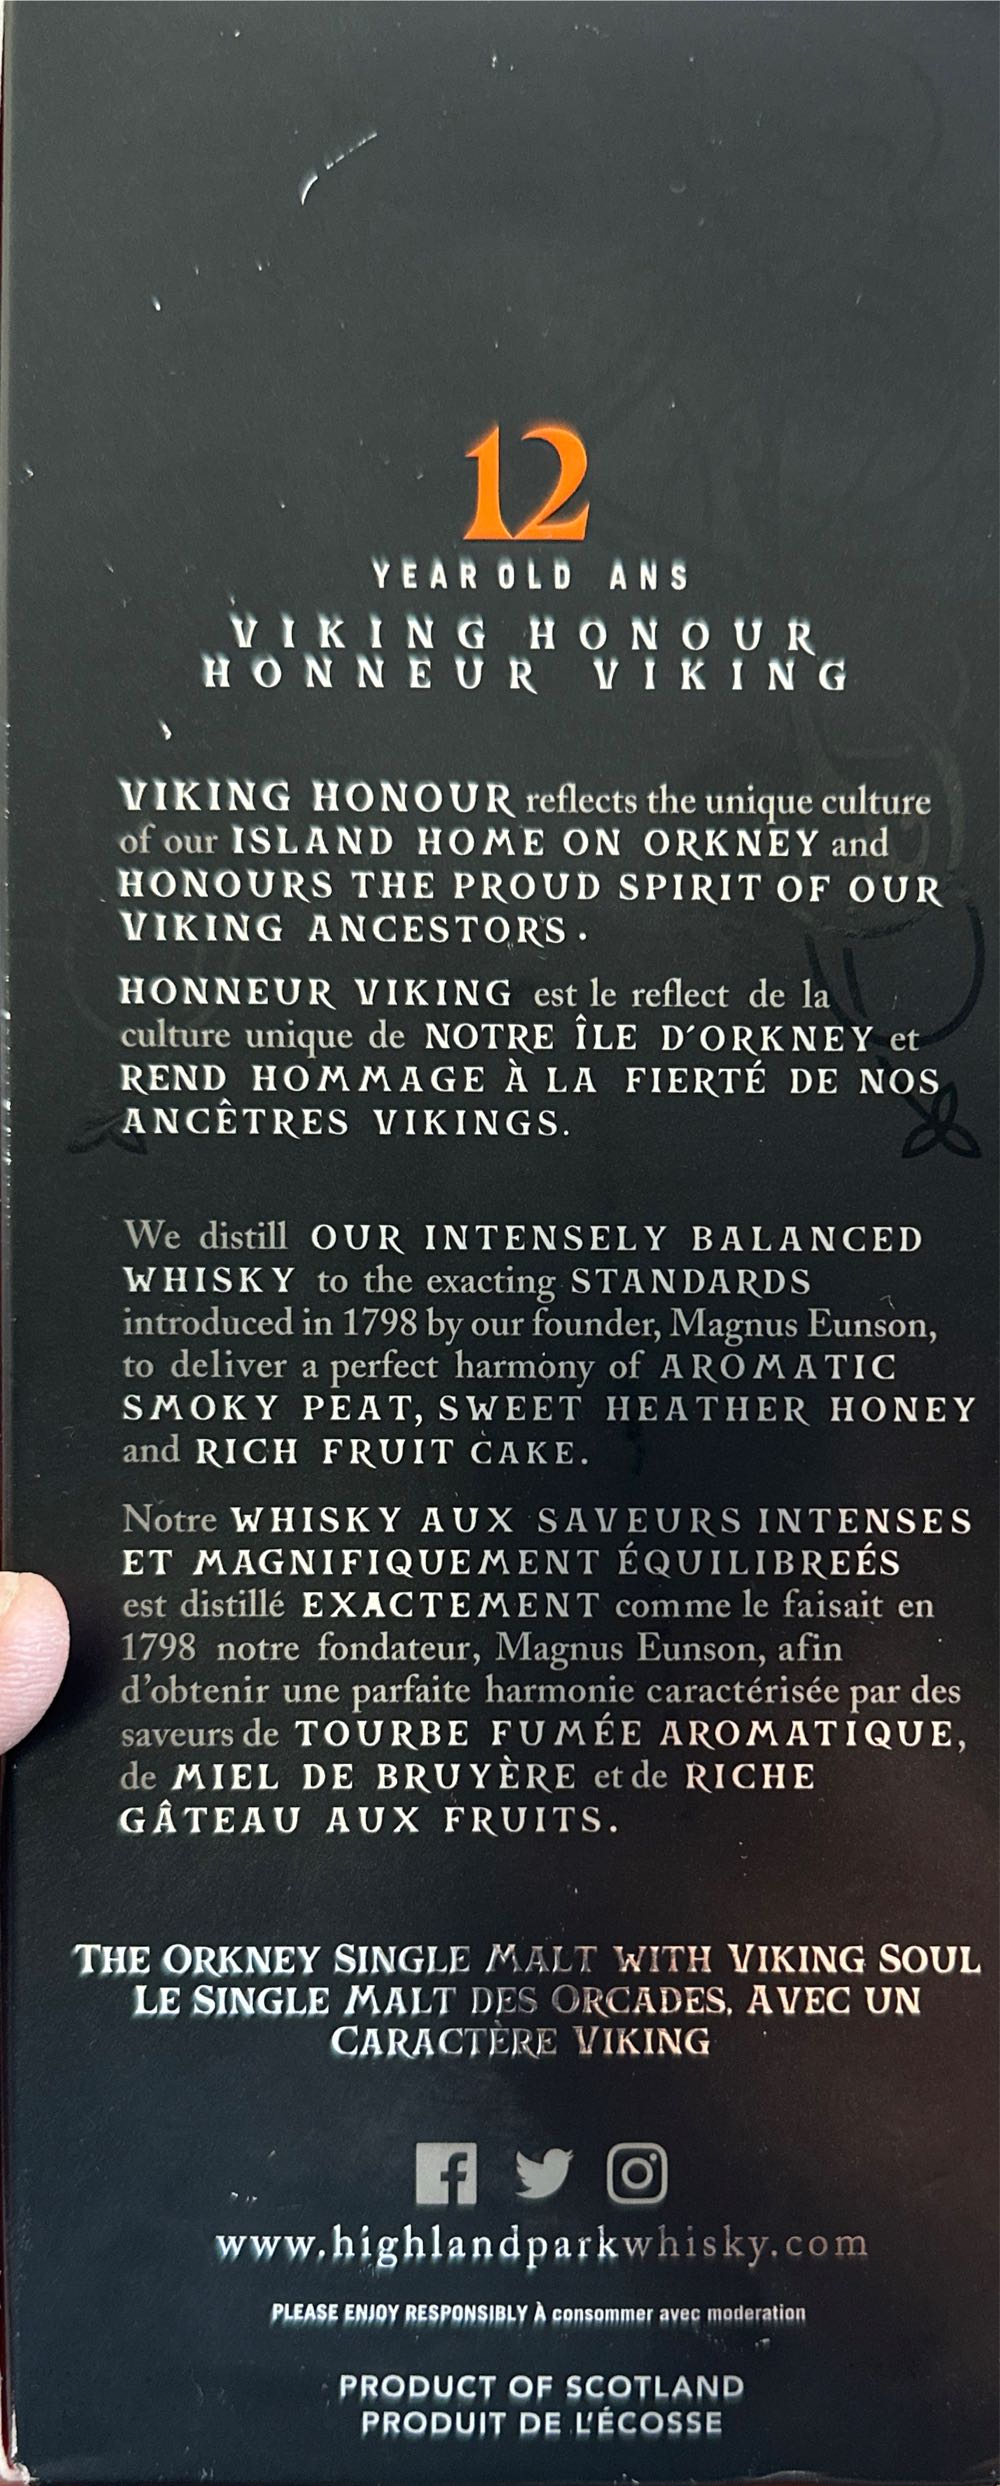 12
YEAR OLD ANS
VIKING HONOUR
HONNEUR VIKING
VIKING HONOUR reflects the unique culture
of our ISLAND HOME ON ORKNEY and
HONOURS THE PROUD SPIRIT OF OUR
VIKING ANCESTORS.
HONNEUR VIKING est le reflect de la
culture unique de NOTRE ÎLE D'ORKNEY et
REND HOMMAGE À LA FIERTÉ DE NOS
ANCÊTRES VIKINGS.
We distill OUR INTENSELY BALANCED
WHISKY to the exacting STANDARDS
introduced in 1798 by our founder, Magnus Eunson,
to deliver a perfect harmony of AROMATIC
SMOKY PEAT, SWEET HEATHER HONEY
and RICH FRUIT CAKE.
Notre WHISKY AUX SAVEURS INTENSES
ET MAGNIFIQUEMENT ÉQUILIBREÉS
est distillé EXACTEMENT comme le faisait en
1798 notre fondateur, Magnus Eunson, afin
d'obtenir une parfaite harmonie caractérisée par des
saveurs de TOURBE FUMÉE AROMATIQUE,
de MIEL DE BRUYÈRE et de RICHE
GÂTEAU AUX FRUITS.
THE ORKNEY SINGLE MALT WITH VIKING SOUL
LE SINGLE MALT DES ORCADES, AVEC UN
CARACTÈRE VIKING
www.highlandparkwhisky.com
PLEASE ENJOY RESPONSIBLY À consommer avec moderation
PRODUCT OF SCOTLAND
PRODUIT DE L'ÉCOSSE